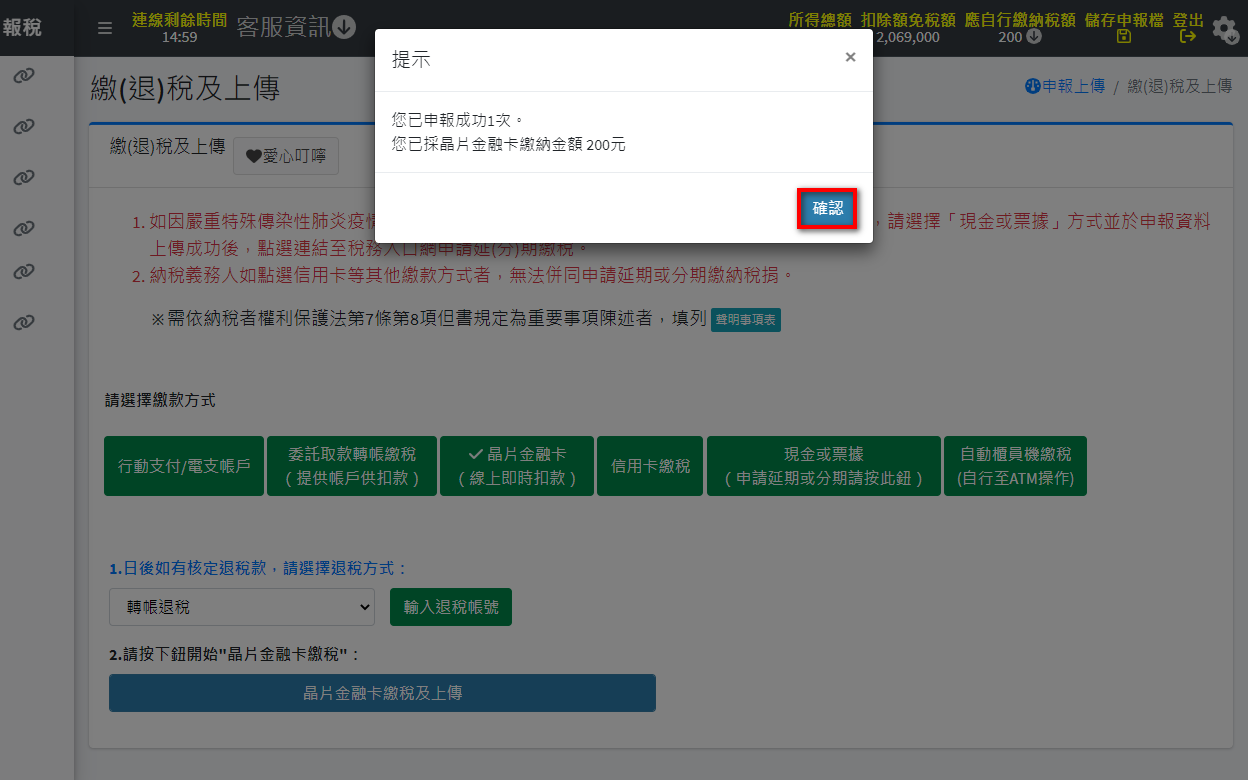 報稅
連線剩餘時間
14:59
客服資訊
所得總額 扣除額免稅額 應自行繳納稅額 儲存申報檔 登出
2,069,000 200
提示
×
繳(退)稅及上傳
申報上傳 / 繳(退)稅及上傳
您已申報成功1次。
您已採晶片金融卡繳納金額 200元
確認
繳(退)稅及上傳 愛心叮嚀
1. 如因嚴重特殊傳染性肺炎疫情
,請選擇「現金或票據」方式並於申報資料
上傳成功後,點選連結至稅務入口網申請延(分)期繳稅。
2. 納稅義務人如點選信用卡等其他繳款方式者,無法併同申請延期或分期繳納稅捐。
※需依納稅者權利保護法第7條第8項但書規定為重要事項陳述者,填列 聲明事項表
請選擇繳款方式
行動支付/電支帳戶
委託取款轉帳繳稅
(提供帳戶供扣款)
晶片金融卡
(線上即時扣款)
信用卡繳稅
現金或票據
(申請延期或分期請按此鈕)
自動櫃員機繳稅
(自行至ATM操作)
1.日後如有核定退稅款,請選擇退稅方式:
轉帳退稅 輸入退稅帳號
2.請按下鈕開始"晶片金融卡繳稅":
晶片金融卡繳稅及上傳